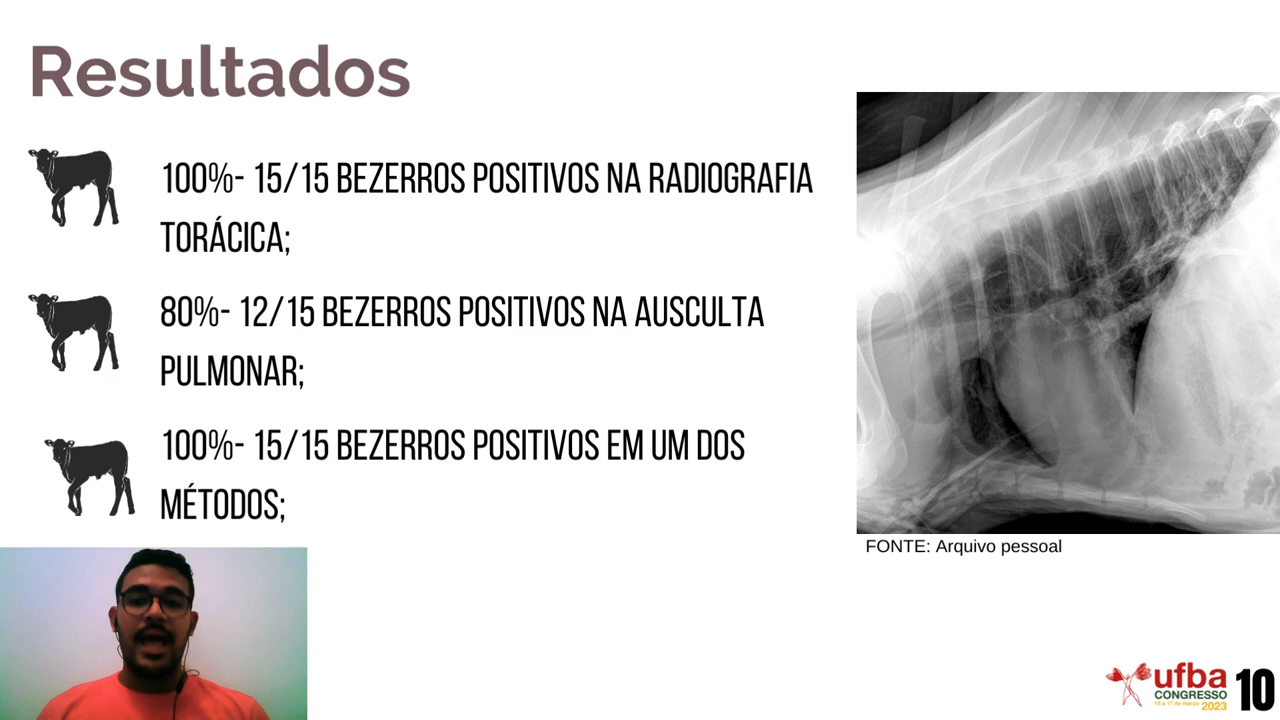 Resultados
100%- 15/15 BEZERROS POSITIVOS NA RADIOGRAFIA
TORÁCICA;
80%- 12/15 BEZERROS POSITIVOS NA AUSCULTA
PULMONAR;
100%- 15/15 BEZERROS POSITIVOS EM UM DOS
MÉTODOS;
FONTE: Arquivo pessoal
ufba
CONGRESSO
2023
10